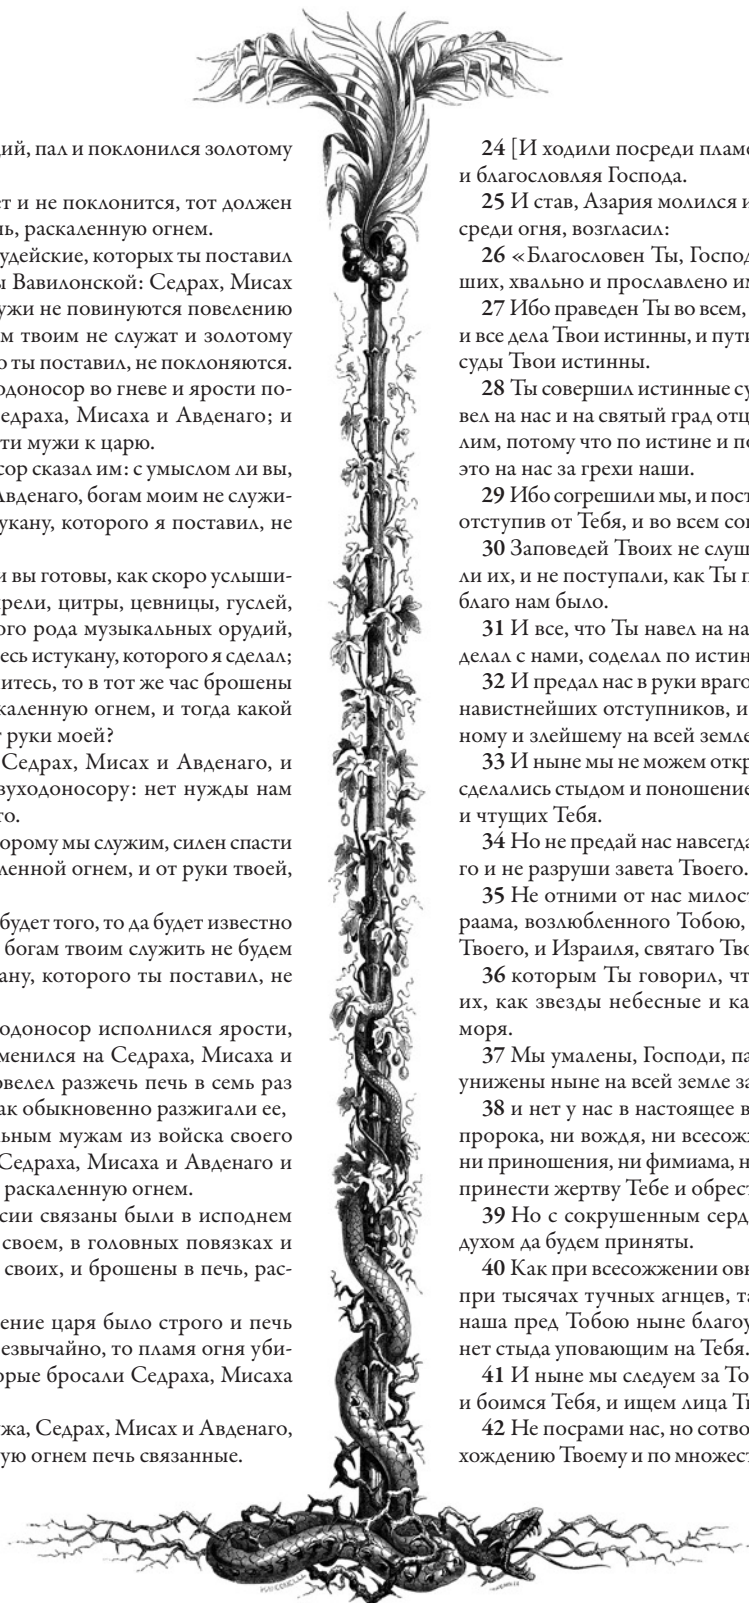 ий, пал и поклонился золотому
ет и не поклонится, тот должен
нь, раскаленную огнем.
удейские, которых ты поставил
ы Вавилонской: Седрах, Мисах
ужи не повинуются повелению
м твоим не служат и золотому
о ты поставил, не поклоняются.
одоносор во гневе и ярости по-
едраха, Мисаха и Авденаго; и
ти мужи к царю.
сор сказал им: с умыслом ли вы,
Авденаго, богам моим не служи-
укану, которого я поставил, не
и вы готовы, как скоро услыши-
ирели, цитры, цевницы, гуслей,
ого рода музыкальных орудий,
есь истукану, которого я сделал;
нитесь, то в тот же час брошены
каленную огнем, и тогда какой
т руки моей?
Седрах, Мисах и Авденаго, и
вуходоносору: нет нужды нам
го.
орому мы служим, силен спасти
ленной огнем, и от руки твоей,
будет того, то да будет известно
богам твоим служить не будем
ану, которого ты поставил, не
одоносор исполнился ярости,
менился на Седраха, Мисаха и
овелел разжечь печь в семь раз
ак обыкновенно разжигали ее,
льным мужам из войска своего
Седраха, Мисаха и Авденаго и
раскаленную огнем.
сии связаны были в исподнем
своем, в головных повязках и
своих, и брошены в печь, рас-
ение царя было строго и печь
езвычайно, то пламя огня уби-
орые бросали Седраха, Мисаха
ужа, Седрах, Мисах и Авденаго,
ную огнем печь связанные.
24 [И ходили посреди пламе
и благословляя Господа.
25 И став, Азария молился и
среди огня, возгласил:
26 «Благословен Ты, Господ
ших, хвально и прославлено им
27 Ибо праведен Ты во всем,
и все дела Твои истинны, и пути
суды Твои истинны.
28 Ты совершил истинные су
вел на нас и на святый град отц
лим, потому что по истине и по
это на нас за грехи наши.
29 Ибо согрешили мы, и пост
отступив от Тебя, и во всем со
30 Заповедей Твоих не слуш
ли их, и не поступали, как Ты п
благо нам было.
31 И все, что Ты навел на на
делал с нами, соделал по истин
32 И предал нас в руки враго
навистнейших отступников, и
ному и злейшему на всей земле
33 И ныне мы не можем откр
сделались стыдом и поношение
и чтущих Тебя.
34 Но не предай нас навсегда
го и не разруши завета Твоего.
35 Не отними от нас милост
раама, возлюбленного Тобою,
Твоего, и Израиля, святаго Тво
36 которым Ты говорил, чт
их, как звезды небесные и ка
моря.
37 Мы умалены, Господи, па
унижены ныне на всей земле за
38 и нет у нас в настоящее в
пророка, ни вождя, ни всесожж
ни приношения, ни фимиама, н
принести жертву Тебе и обрест
39 Но с сокрушенным серд
духом да будем приняты.
40 Как при всесожжении овн
при тысячах тучных агнцев, та
наша пред Тобою ныне благоу
нет стыда уповающим на Тебя.
41 И ныне мы следуем за То
и боимся Тебя, и ищем лица Т
42 Не посрами нас, но сотво
хождению Твоему и по множест